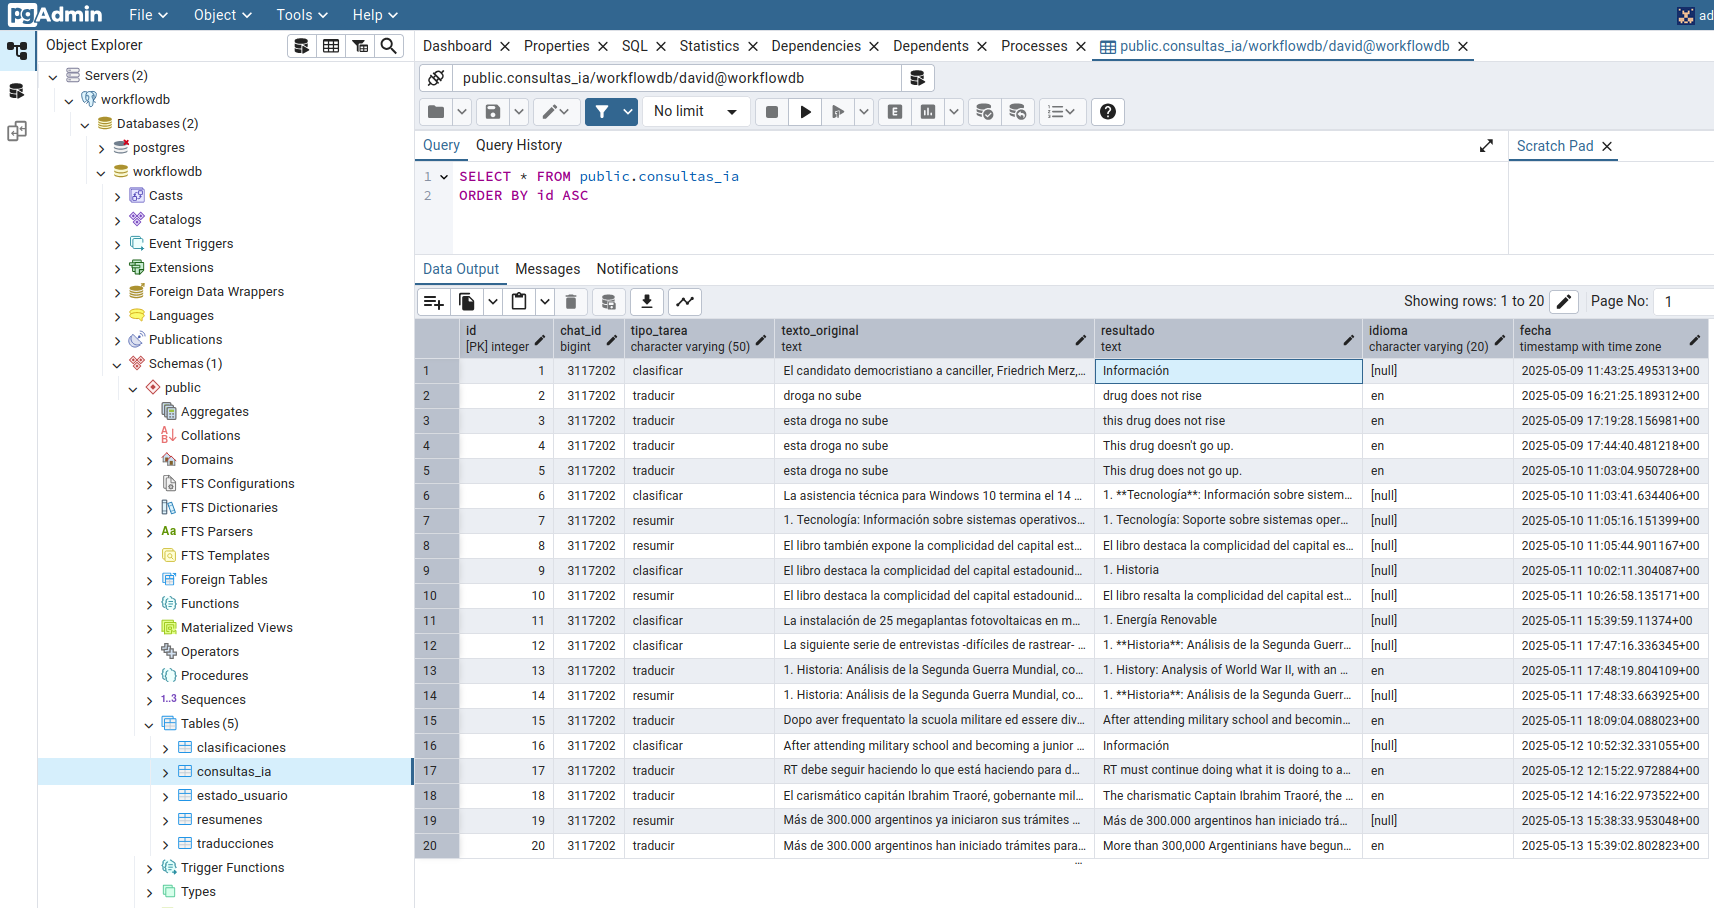 pgAdmin File Object Tools Help ad
Object Explorer
Servers (2)
workflowdb
Databases (2)
postgres
workflowdb
Casts
Catalogs
Event Triggers
Extensions
Foreign Data Wrappers
Languages
Publications
Schemas (1)
public
Aggregates
Collations
Domains
FTS Configurations
FTS Dictionaries
Aa FTS Parsers
FTS Templates
Foreign Tables
Functions
Materialized Views
Operators
Procedures
1..3 Sequences
Tables (5)
clasificaciones
consultas_ia
estado_usuario
resumenes
traducciones
Trigger Functions
Types
Dashboard Properties SQL Statistics Dependencies Dependents Processes public.consultas_ia/workflowdb/david@workflowdb
public.consultas_ia/workflowdb/david@workflowdb
No limit
Query Query History
Scratch Pad
1 SELECT * FROM public.consultas_ia
2 ORDER BY id ASC
Data Output Messages Notifications
Showing rows: 1 to 20 Page No: 1
id chat_id tipo_tarea texto_original resultado idioma fecha
[PK] integer bigint character varying (50) text text character varying (20) timestamp with time zone
1 1 3117202 clasificar El candidato democristiano a canciller, Friedrich Merz,... Información [null] 2025-05-09 11:43:25.495313+00
2 2 3117202 traducir droga no sube drug does not rise en 2025-05-09 16:21:25.189312+00
3 3 3117202 traducir esta droga no sube this drug does not rise en 2025-05-09 17:19:28.156981+00
4 4 3117202 traducir esta droga no sube This drug doesn't go up. en 2025-05-09 17:44:40.481218+00
5 5 3117202 traducir esta droga no sube This drug does not go up. en 2025-05-10 11:03:04.950728+00
6 6 3117202 clasificar La asistencia técnica para Windows 10 termina el 14 ... 1. **Tecnología**: Información sobre sistem... [null] 2025-05-10 11:03:41.634406+00
7 7 3117202 resumir 1. Tecnología: Información sobre sistemas operativos... 1. Tecnología: Soporte sobre sistemas oper... [null] 2025-05-10 11:05:16.151399+00
8 8 3117202 resumir El libro también expone la complicidad del capital est... El libro destaca la complicidad del capital es... [null] 2025-05-10 11:05:44.901167+00
9 9 3117202 clasificar El libro destaca la complicidad del capital estadounid... 1. Historia [null] 2025-05-11 10:02:11.304087+00
10 10 3117202 resumir El libro destaca la complicidad del capital estadounid... El libro resalta la complicidad del capital est... [null] 2025-05-11 10:26:58.135171+00
11 11 3117202 clasificar La instalación de 25 megaplantas fotovoltaicas en m... 1. Energía Renovable [null] 2025-05-11 15:39:59.11374+00
12 12 3117202 clasificar La siguiente serie de entrevistas -difíciles de rastrear- ... 1. **Historia**: Análisis de la Segunda Guerr... [null] 2025-05-11 17:47:16.336345+00
13 13 3117202 traducir 1. Historia: Análisis de la Segunda Guerra Mundial, co... 1. History: Analysis of World War II, with an ... en 2025-05-11 17:48:19.804109+00
14 14 3117202 resumir 1. Historia: Análisis de la Segunda Guerra Mundial, co... 1. **Historia**: Análisis de la Segunda Guerr... [null] 2025-05-11 17:48:33.663925+00
15 15 3117202 traducir Dopo aver frequentato la scuola militare ed essere div... After attending military school and becomin... en 2025-05-11 18:09:04.088023+00
16 16 3117202 clasificar After attending military school and becoming a junior ... Información [null] 2025-05-12 10:52:32.331055+00
17 17 3117202 traducir RT debe seguir haciendo lo que está haciendo para d... RT must continue doing what it is doing to a... en 2025-05-12 12:15:22.972884+00
18 18 3117202 traducir El carismático capitán Ibrahim Traoré, gobernante mil... The charismatic Captain Ibrahim Traoré, the ... en 2025-05-12 14:16:22.973522+00
19 19 3117202 resumir Más de 300.000 argentinos ya iniciaron sus trámites ... Más de 300.000 argentinos han iniciado trá... [null] 2025-05-13 15:38:33.953048+00
20 20 3117202 traducir Más de 300.000 argentinos han iniciado trámites para... More than 300,000 Argentinians have begun... en 2025-05-13 15:39:02.802823+00